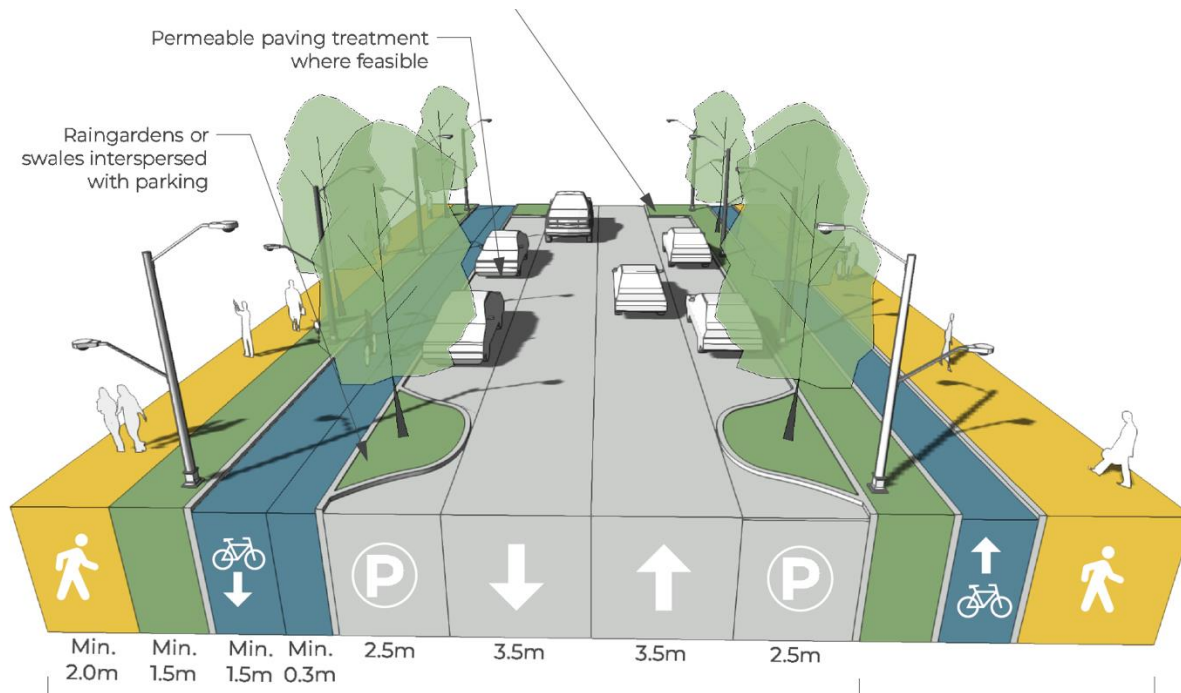 Permeable paving treatment
where feasible
Raingardens or
swales interspersed
with parking
P
P
Min.
2.0m
Min.
1.5m
Min.
1.5m
Min.
0.3m
2.5m
3.5m
3.5m
2.5m